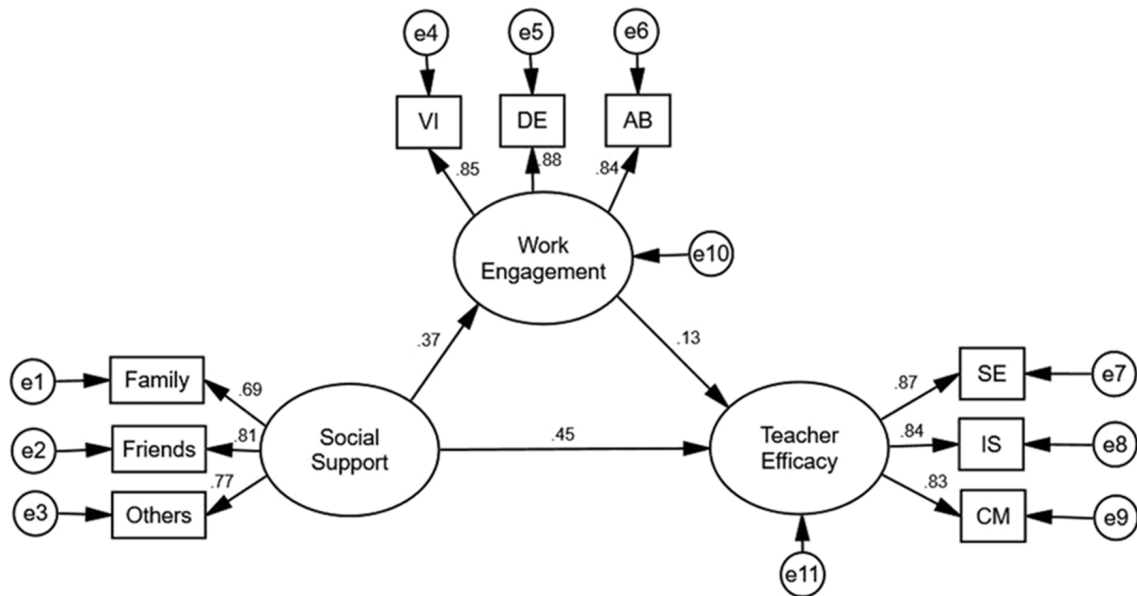 e4
e5
e6
VI
DE
AB
.85
.88
.84
Work
Engagement
e10
.37
.13
e1
Family
.69
e2
Friends
.81
e3
Others
.77
Social
Support
.45
Teacher
Efficacy
.87
SE
e7
.84
IS
e8
.83
CM
e9
e11